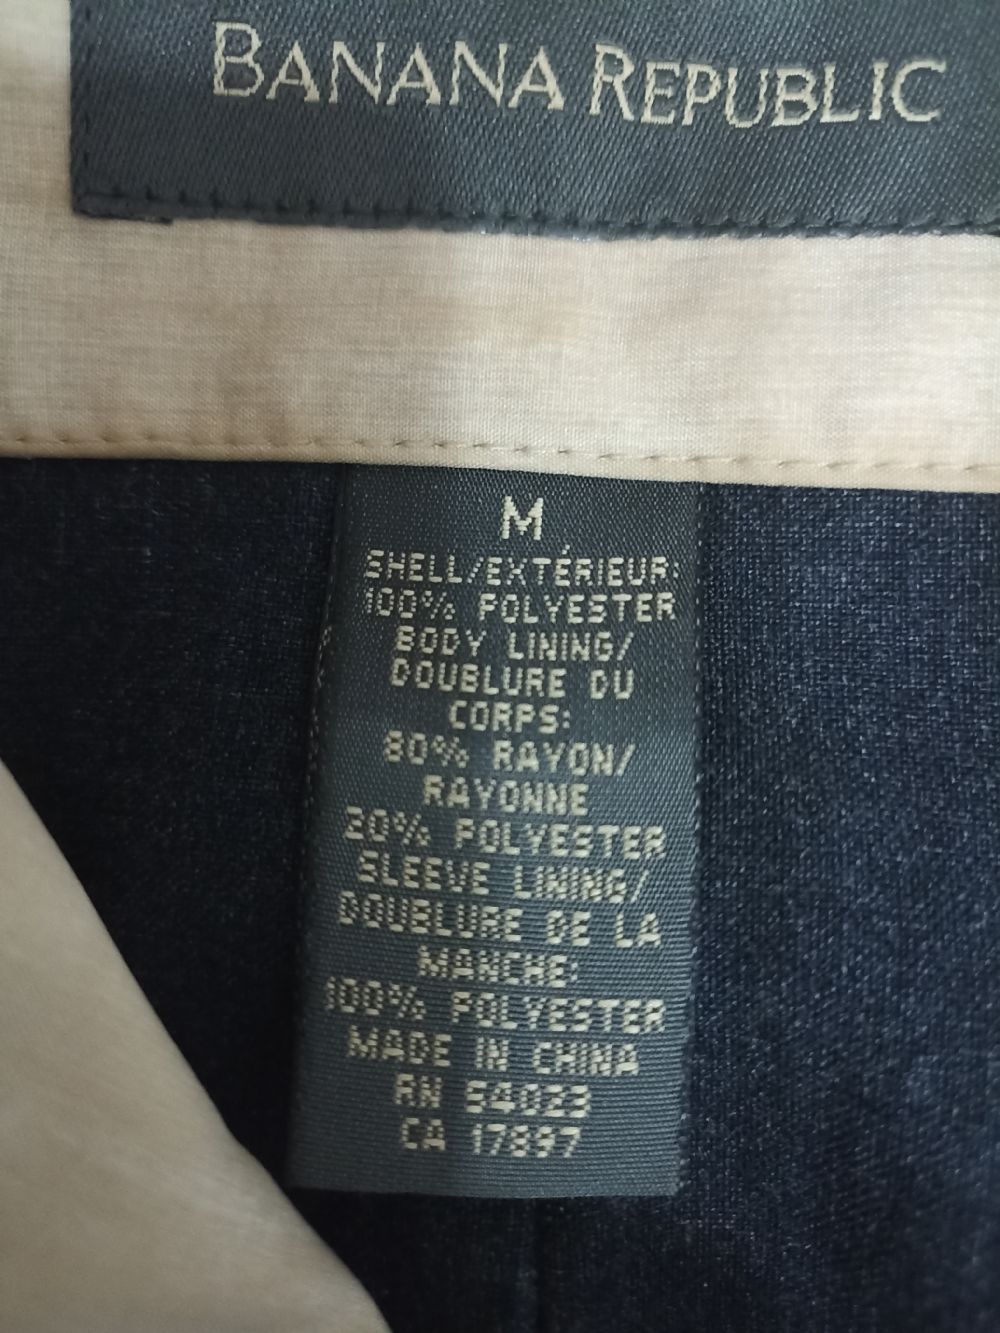 BANANA REPUBLIC
M
SHELL/EXTÉRIEUR:
100% POLYESTER
BODY LINING/
DOUBLURE DU
CORPS:
80% RAYON/
RAYONNE
20% POLYESTER
SLEEVE LINING/
DOUBLURE DE LA
MANCHE:
100% POLYESTER
MADE IN CHINA
RN 54023
CA 17897